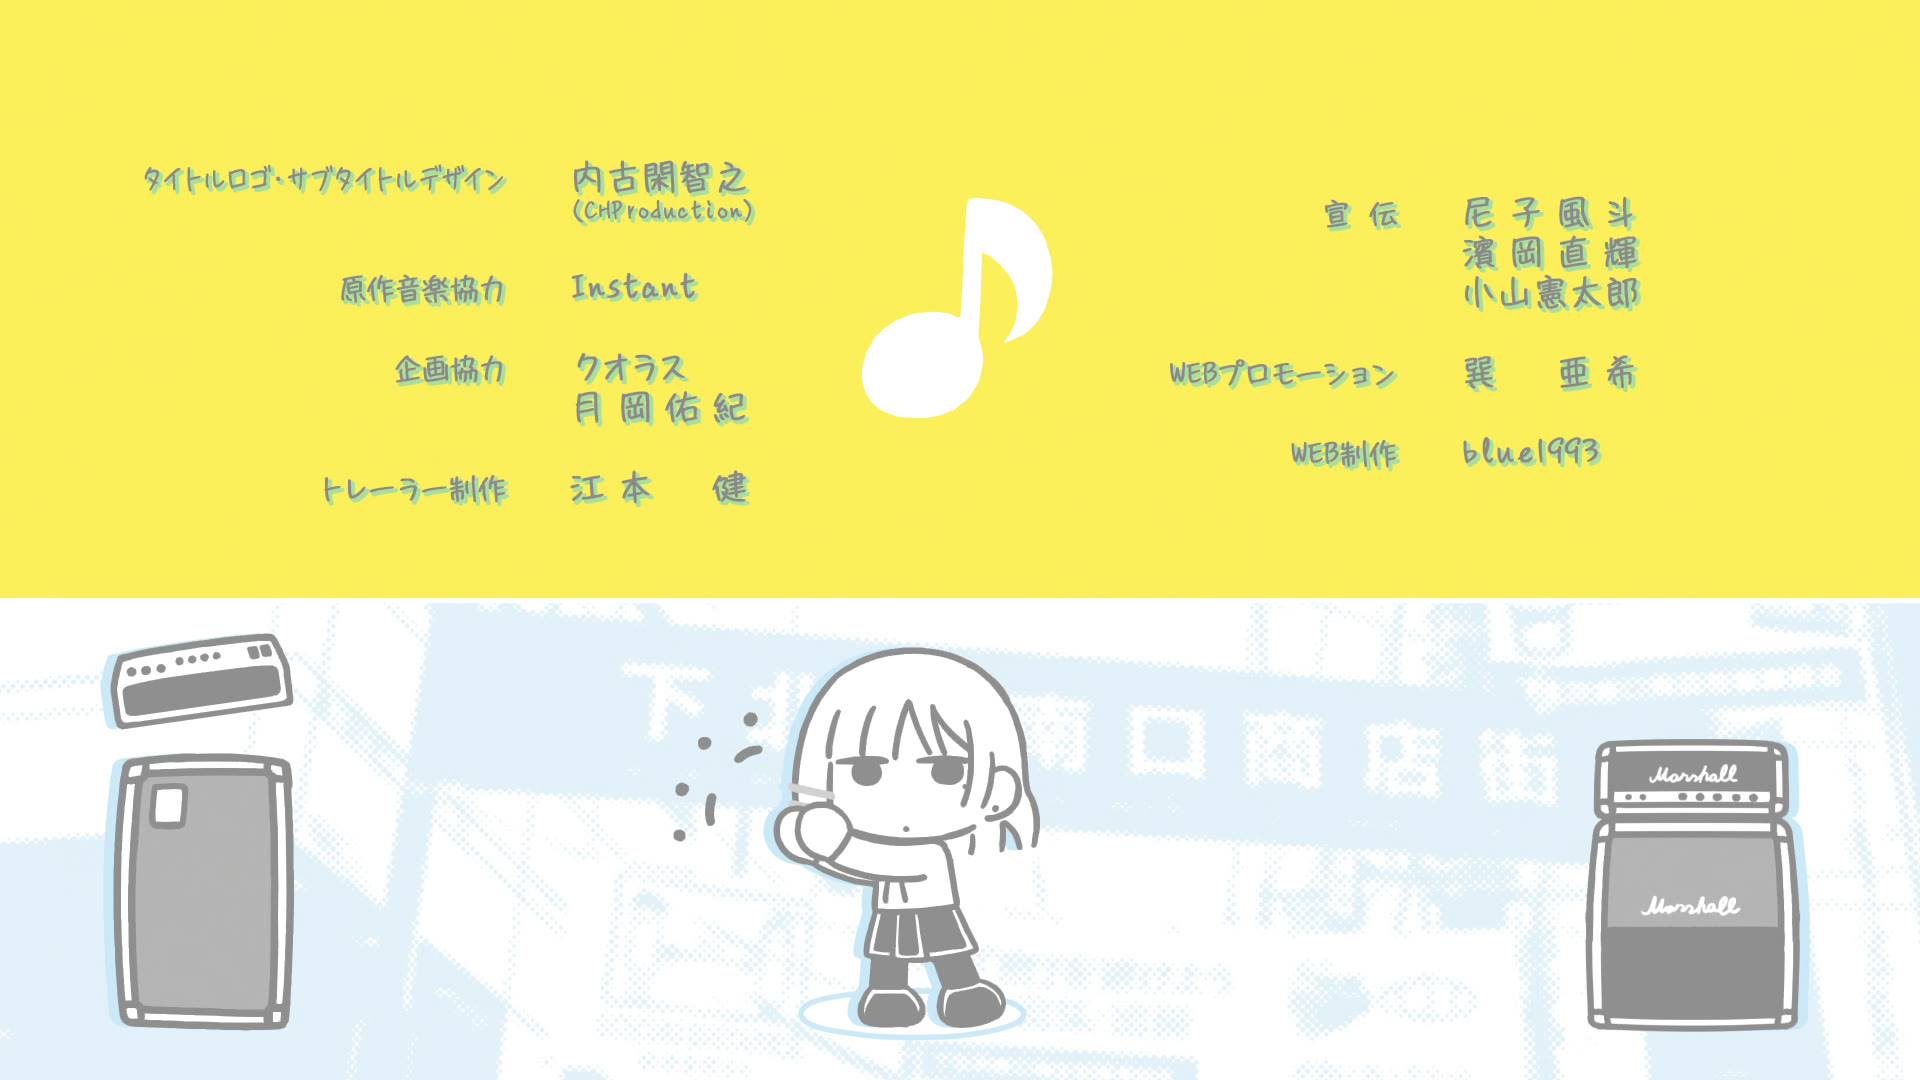 タイトルロゴ・サブタイトルデザイン 内古閑智之
(CHProduction)
原作音楽協力 Instant
企画協力 クオラス
月岡佑紀
トレーラー制作 江本 健
宣伝 尼子風斗
濱岡直輝
小山憲太郎
WEBプロモーション 巽 亜希
WEB制作 blue1993
下北 南口商店街
Marshall
Marshall